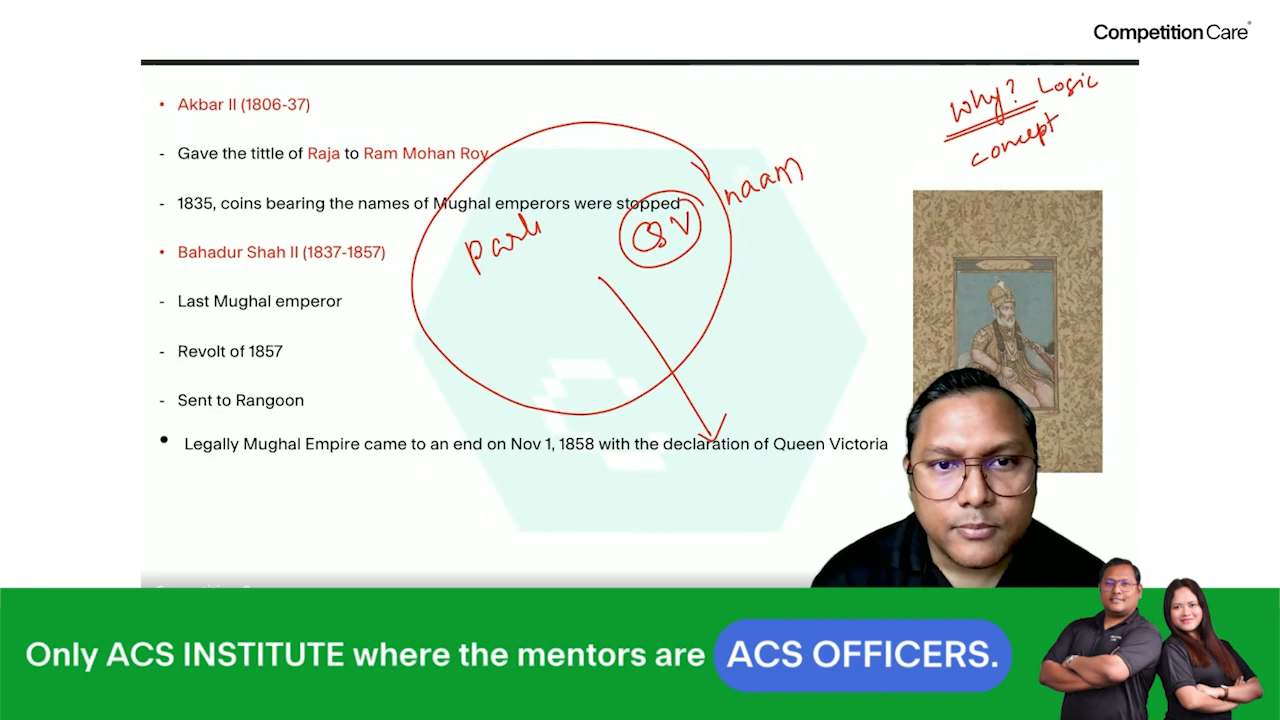 Competition Care
• Akbar II (1806-37)
- Gave the tittle of Raja to Ram Mohan Roy
- 1835, coins bearing the names of Mughal emperors were stopped
• Bahadur Shah II (1837-1857)
- Last Mughal emperor
- Revolt of 1857
- Sent to Rangoon
• Legally Mughal Empire came to an end on Nov 1, 1858 with the declaration of Queen Victoria
Why? Logic
concept
naam
QV
Only ACS INSTITUTE where the mentors are ACS OFFICERS.